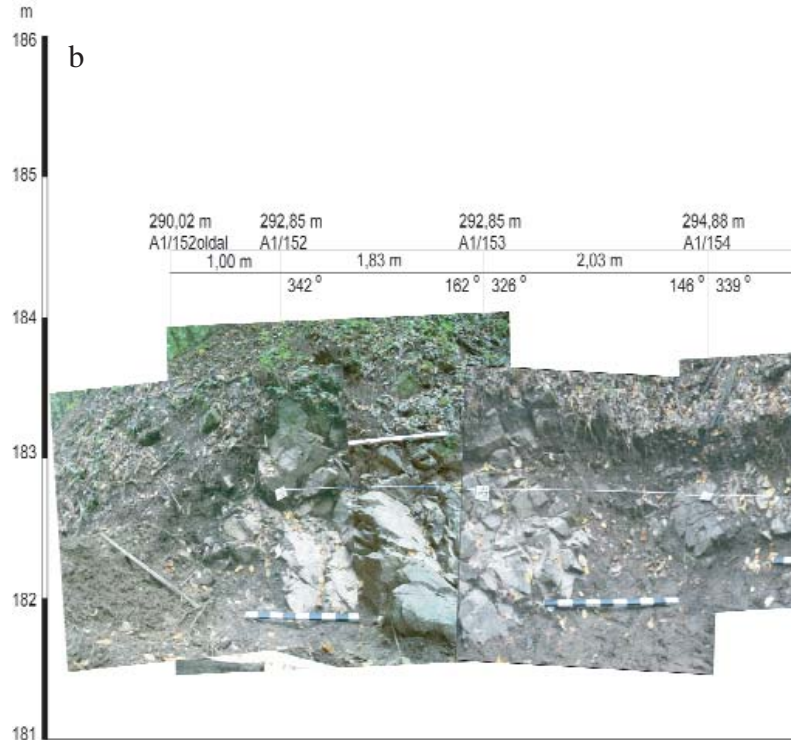 m
186
b
185
290,02 m 292,85 m 292,85 m 294,88 m
A1/152oldal A1/152 A1/153 A1/154
1,00 m 1,83 m 2,03 m
342 o 162 o 326 o 146 o 339 o
184
183
182
181